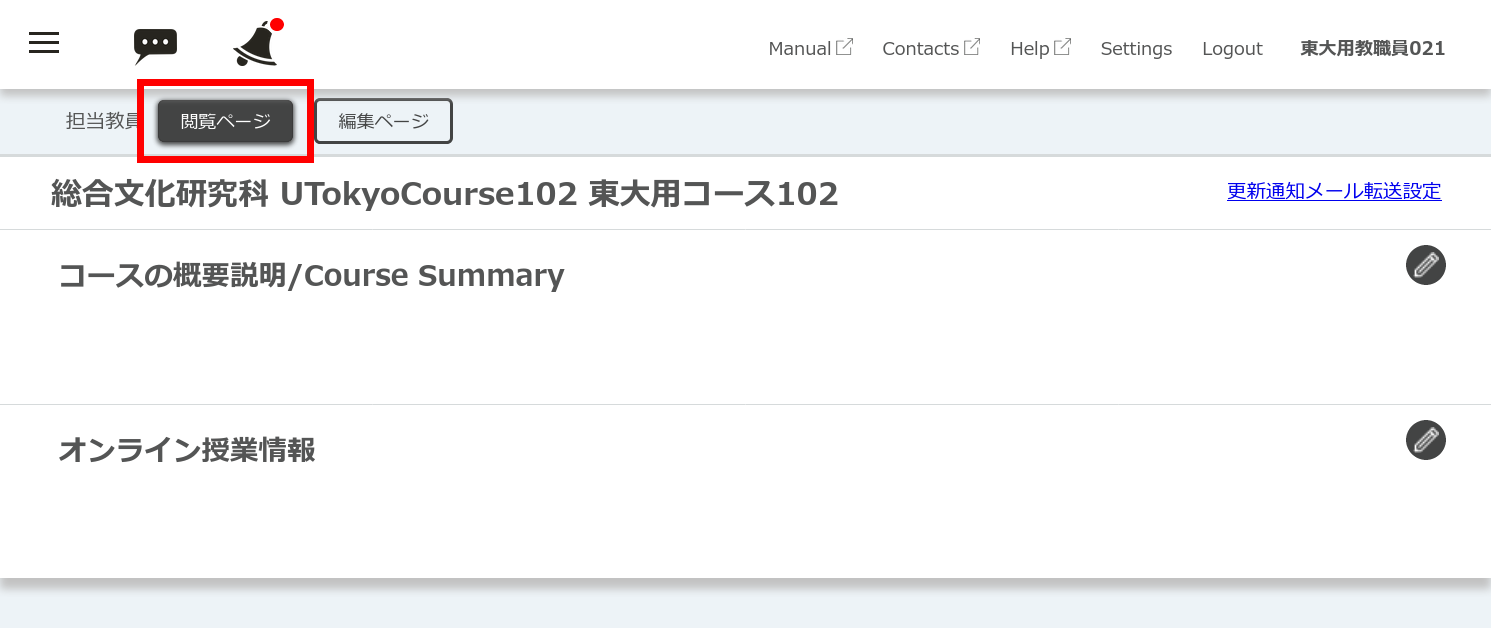 Manual Contacts Help Settings Logout 東大用教職員021
担当教員 閲覧ページ 編集ページ
総合文化研究科 UTokyoCourse102 東大用コース102 更新通知メール転送設定
コースの概要説明/Course Summary
オンライン授業情報